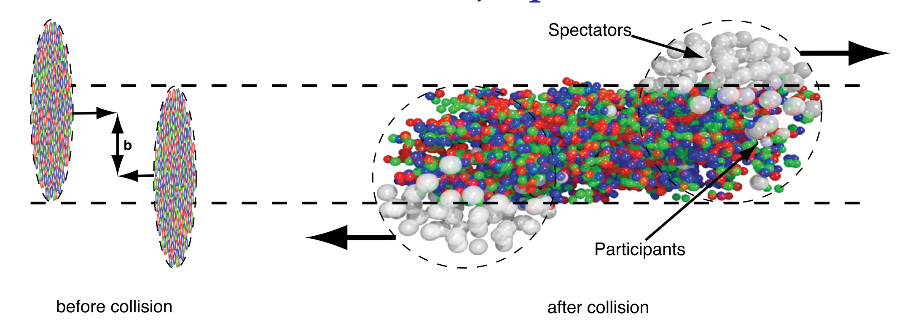 Spectators
b
Participants
before collision
after collision